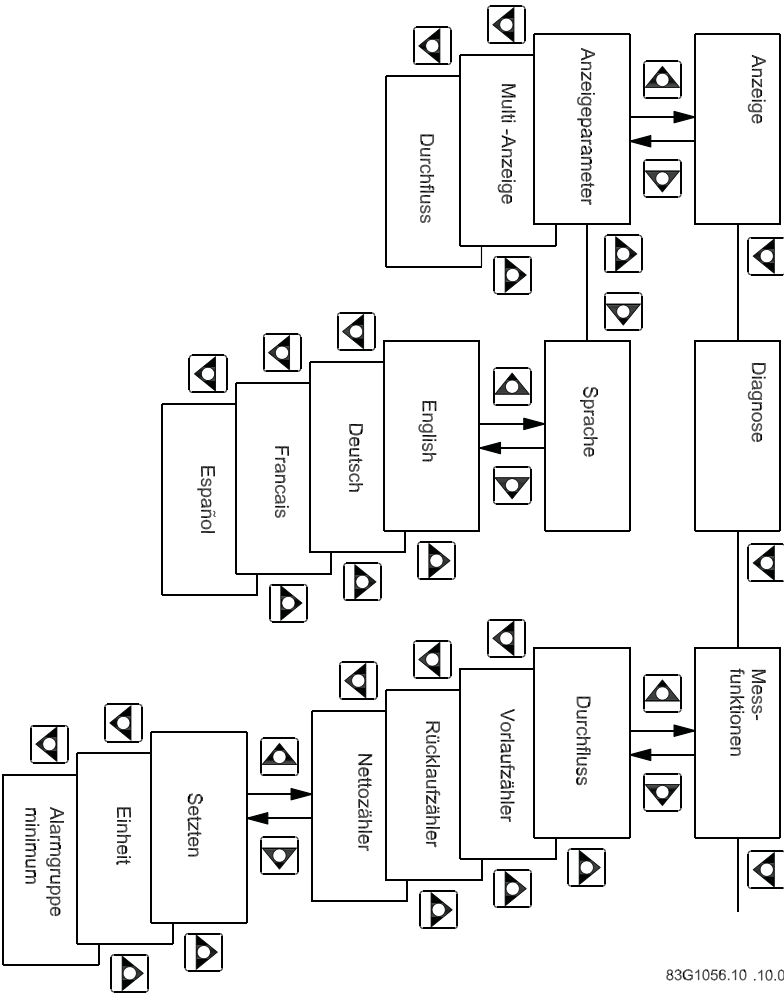 Anzeige
Diagnose
Mess-
funktionen
Anzeigeparameter
Multi -Anzeige
Durchfluss
Sprache
English
Deutsch
Francais
Español
Durchfluss
Vorlaufzähler
Rücklaufzähler
Nettozähler
Setzten
Einheit
Alarmgruppe
minimum
83G1056.10 .10.0